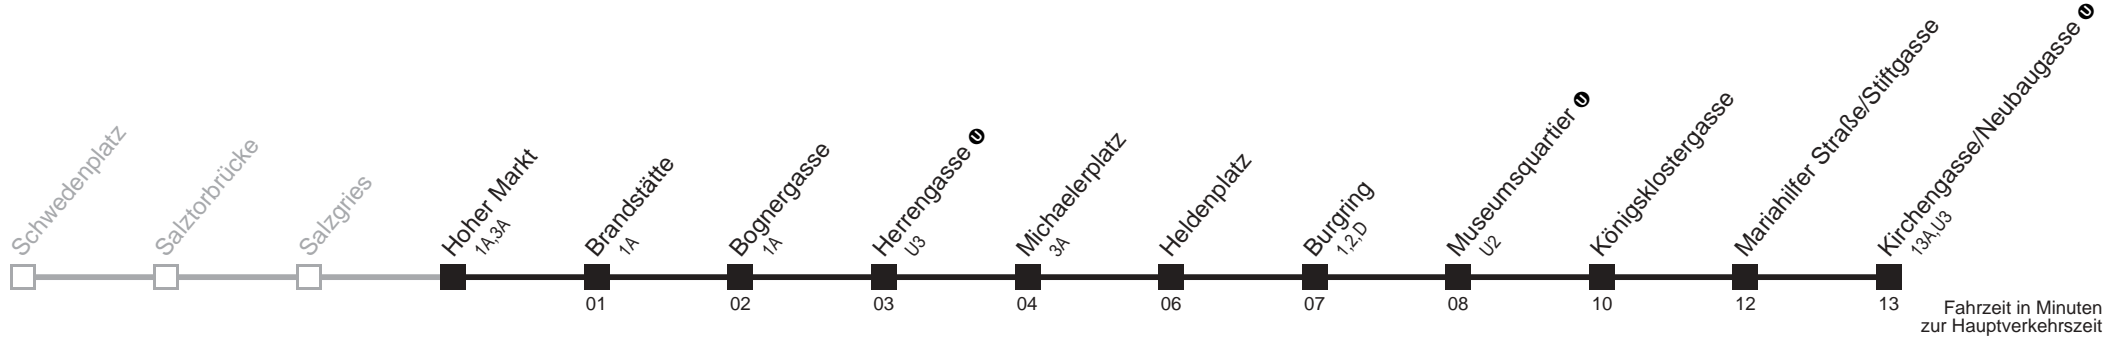 Schwedenplatz
Salztorbrücke
Salzgries
Hoher Markt
1A,3A
Brandstätte
1A
01
Bognergasse
1A
02
Herrengasse U
U3
03
Michaelerplatz
3A
04
Heldenplatz
06
Burgring
1,2,D
07
Museumsquartier U
U2
08
Königsklostergasse
10
Mariahilfer Straße/Stiftgasse
12
Kirchengasse/Neubaugasse U
13A,U3
13
Fahrzeit in Minuten
zur Hauptverkehrszeit